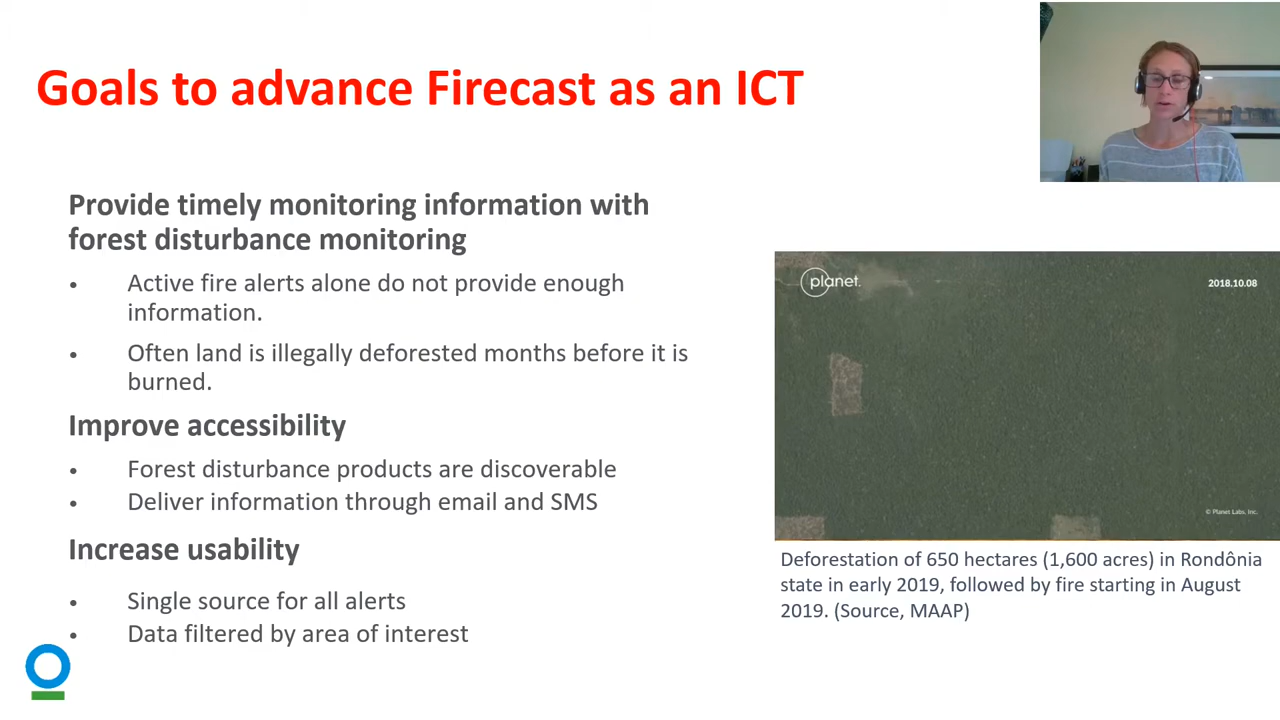 Goals to advance Firecast as an ICT
Provide timely monitoring information with
forest disturbance monitoring
• Active fire alerts alone do not provide enough
information.
• Often land is illegally deforested months before it is
burned.
Improve accessibility
• Forest disturbance products are discoverable
• Deliver information through email and SMS
Increase usability
• Single source for all alerts
• Data filtered by area of interest
planet.
2018.10.08
© Planet Labs, Inc.
Deforestation of 650 hectares (1,600 acres) in Rondônia
state in early 2019, followed by fire starting in August
2019. (Source, MAAP)